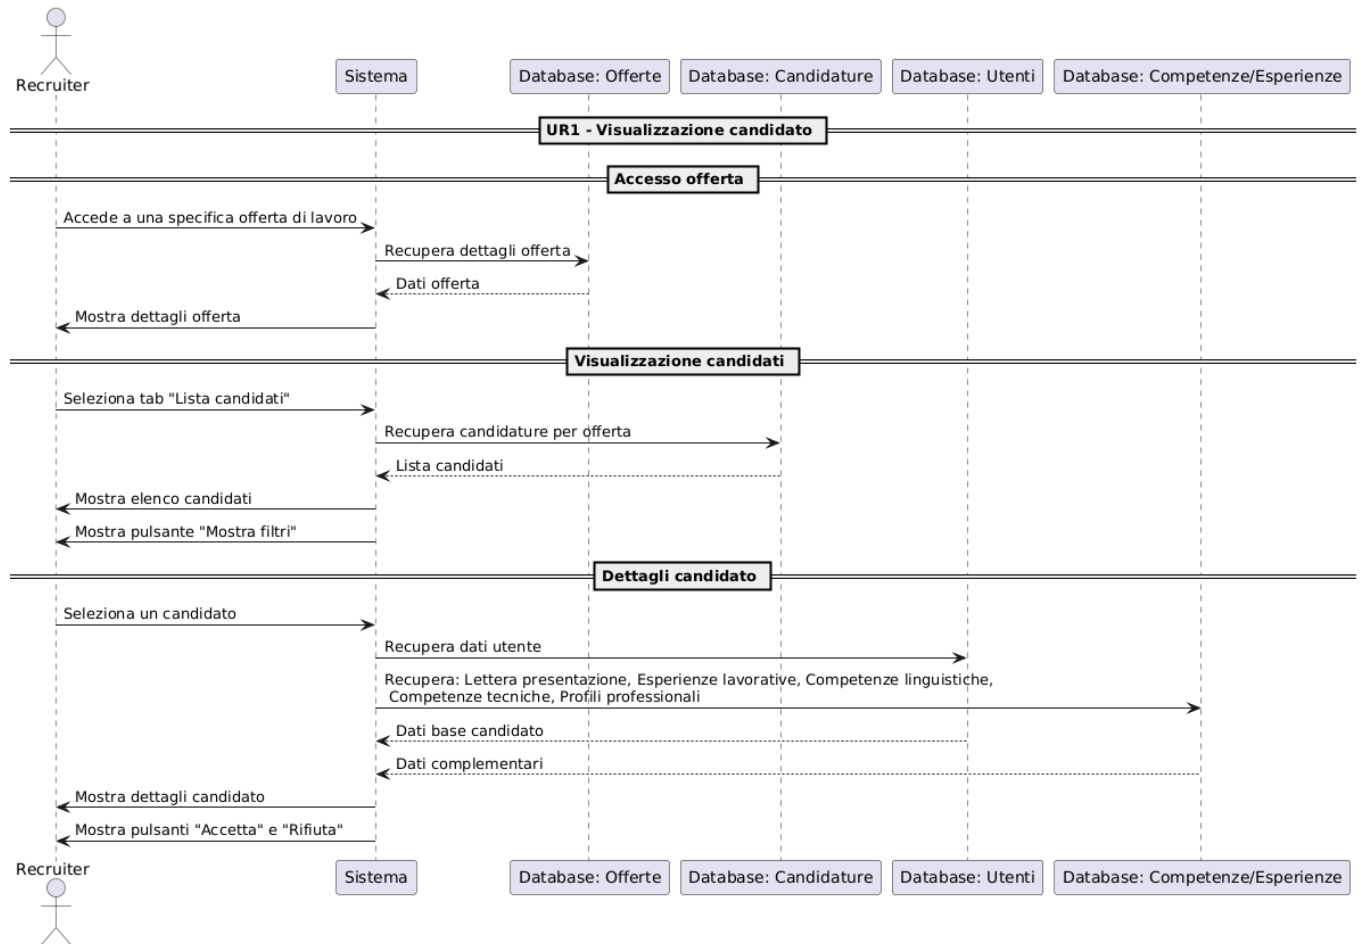 Recruiter
Sistema
Database: Offerte
Database: Candidature
Database: Utenti
Database: Competenze/Esperienze
UR1 - Visualizzazione candidato
Accesso offerta
Accede a una specifica offerta di lavoro
Recupera dettagli offerta
Dati offerta
Mostra dettagli offerta
Visualizzazione candidati
Seleziona tab "Lista candidati"
Recupera candidature per offerta
Lista candidati
Mostra elenco candidati
Mostra pulsante "Mostra filtri"
Dettagli candidato
Seleziona un candidato
Recupera dati utente
Recupera: Lettera presentazione, Esperienze lavorative, Competenze linguistiche,
Competenze tecniche, Profili professionali
Dati base candidato
Dati complementari
Mostra dettagli candidato
Mostra pulsanti "Accetta" e "Rifiuta"
Recruiter
Sistema
Database: Offerte
Database: Candidature
Database: Utenti
Database: Competenze/Esperienze